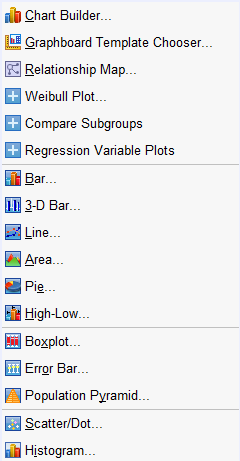 Chart Builder...
Graphboard Template Chooser...
Relationship Map...
Weibull Plot...
Compare Subgroups
Regression Variable Plots
Bar...
3-D Bar...
Line...
Area...
Pie...
High-Low...
Boxplot...
Error Bar...
Population Pyramid...
Scatter/Dot...
Histogram...